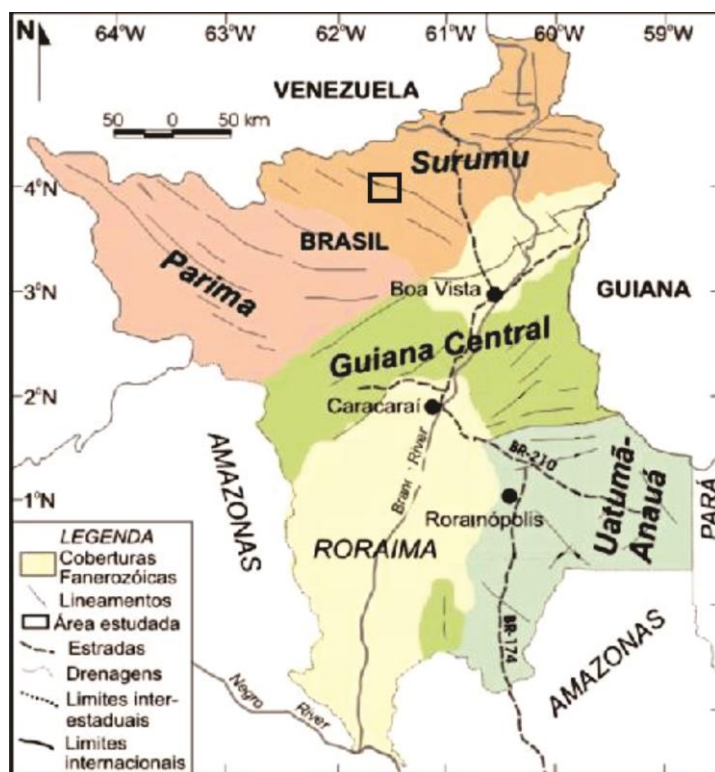 64°W 63°W 62°W 61°W 60°W 59°W
N
VENEZUELA
50 0 50 km
Surumu
4°N
BRASIL
Parima
3°N
Boa Vista
GUIANA
Guiana Central
2°N
Caracaraí
AMAZONAS
BR-210
Uatumã-
Anauá
PARÁ
1°N
River
Rorainópolis
RORAIMA
LEGENDA
Coberturas
Fanerozóicas
Lineamentos
Área estudada
Estradas
Drenagens
Limites inter-
estaduais
Limites
internacionais
BR-174
AMAZONAS
Negro
River